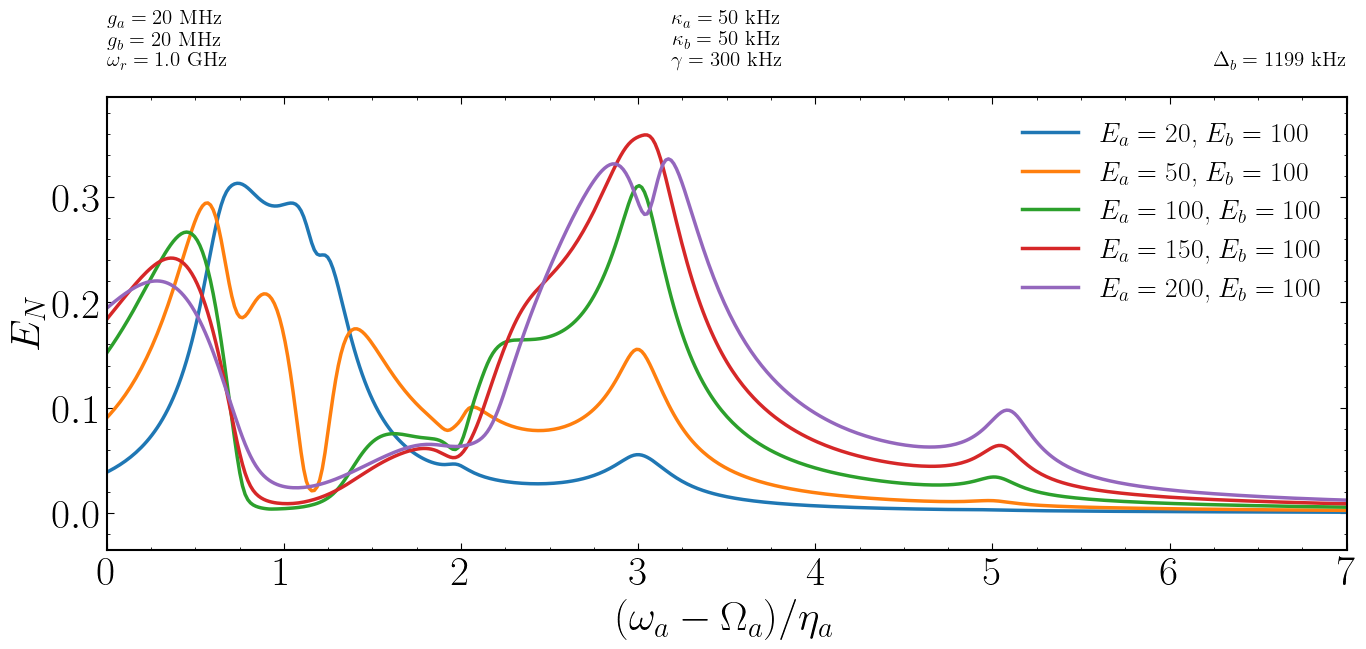 g_a = 20 MHz
g_b = 20 MHz
ω_r = 1.0 GHz
κ_a = 50 kHz
κ_b = 50 kHz
γ = 300 kHz
Δ_b = 1199 kHz
E_a = 20, E_b = 100
E_a = 50, E_b = 100
E_a = 100, E_b = 100
E_a = 150, E_b = 100
E_a = 200, E_b = 100
E_N
0.3
0.2
0.1
0.0
0 1 2 3 4 5 6 7
(ω_a − Ω_a)/η_a